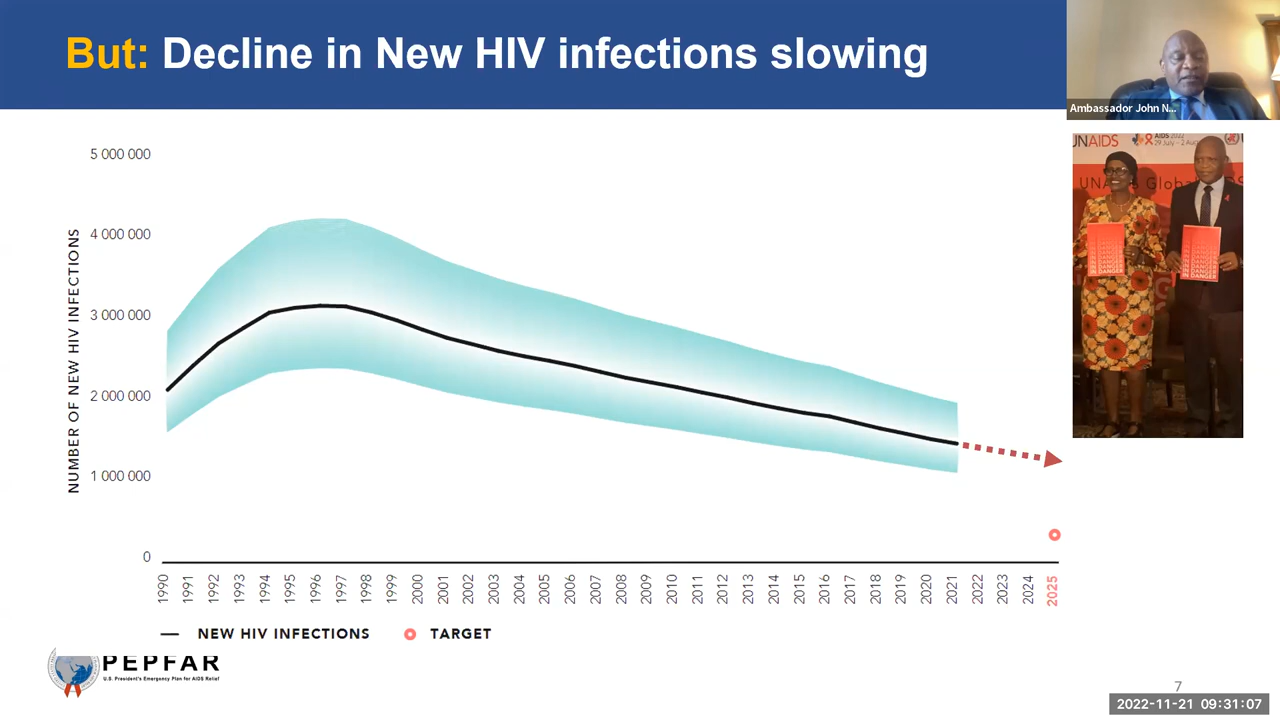 But: Decline in New HIV infections slowing
Ambassador John N...
UNAIDS
AIDS 2022
IN DANGER
IN DANGER
NUMBER OF NEW HIV INFECTIONS
5 000 000
4 000 000
3 000 000
2 000 000
1 000 000
0
1990 1991 1992 1993 1994 1995 1996 1997 1998 1999 2000 2001 2002 2003 2004 2005 2006 2007 2008 2009 2010 2011 2012 2013 2014 2015 2016 2017 2018 2019 2020 2021 2022 2023 2024 2025
NEW HIV INFECTIONS TARGET
PEPFAR
U.S. President's Emergency Plan for AIDS Relief
7
2022-11-21 09:31:07